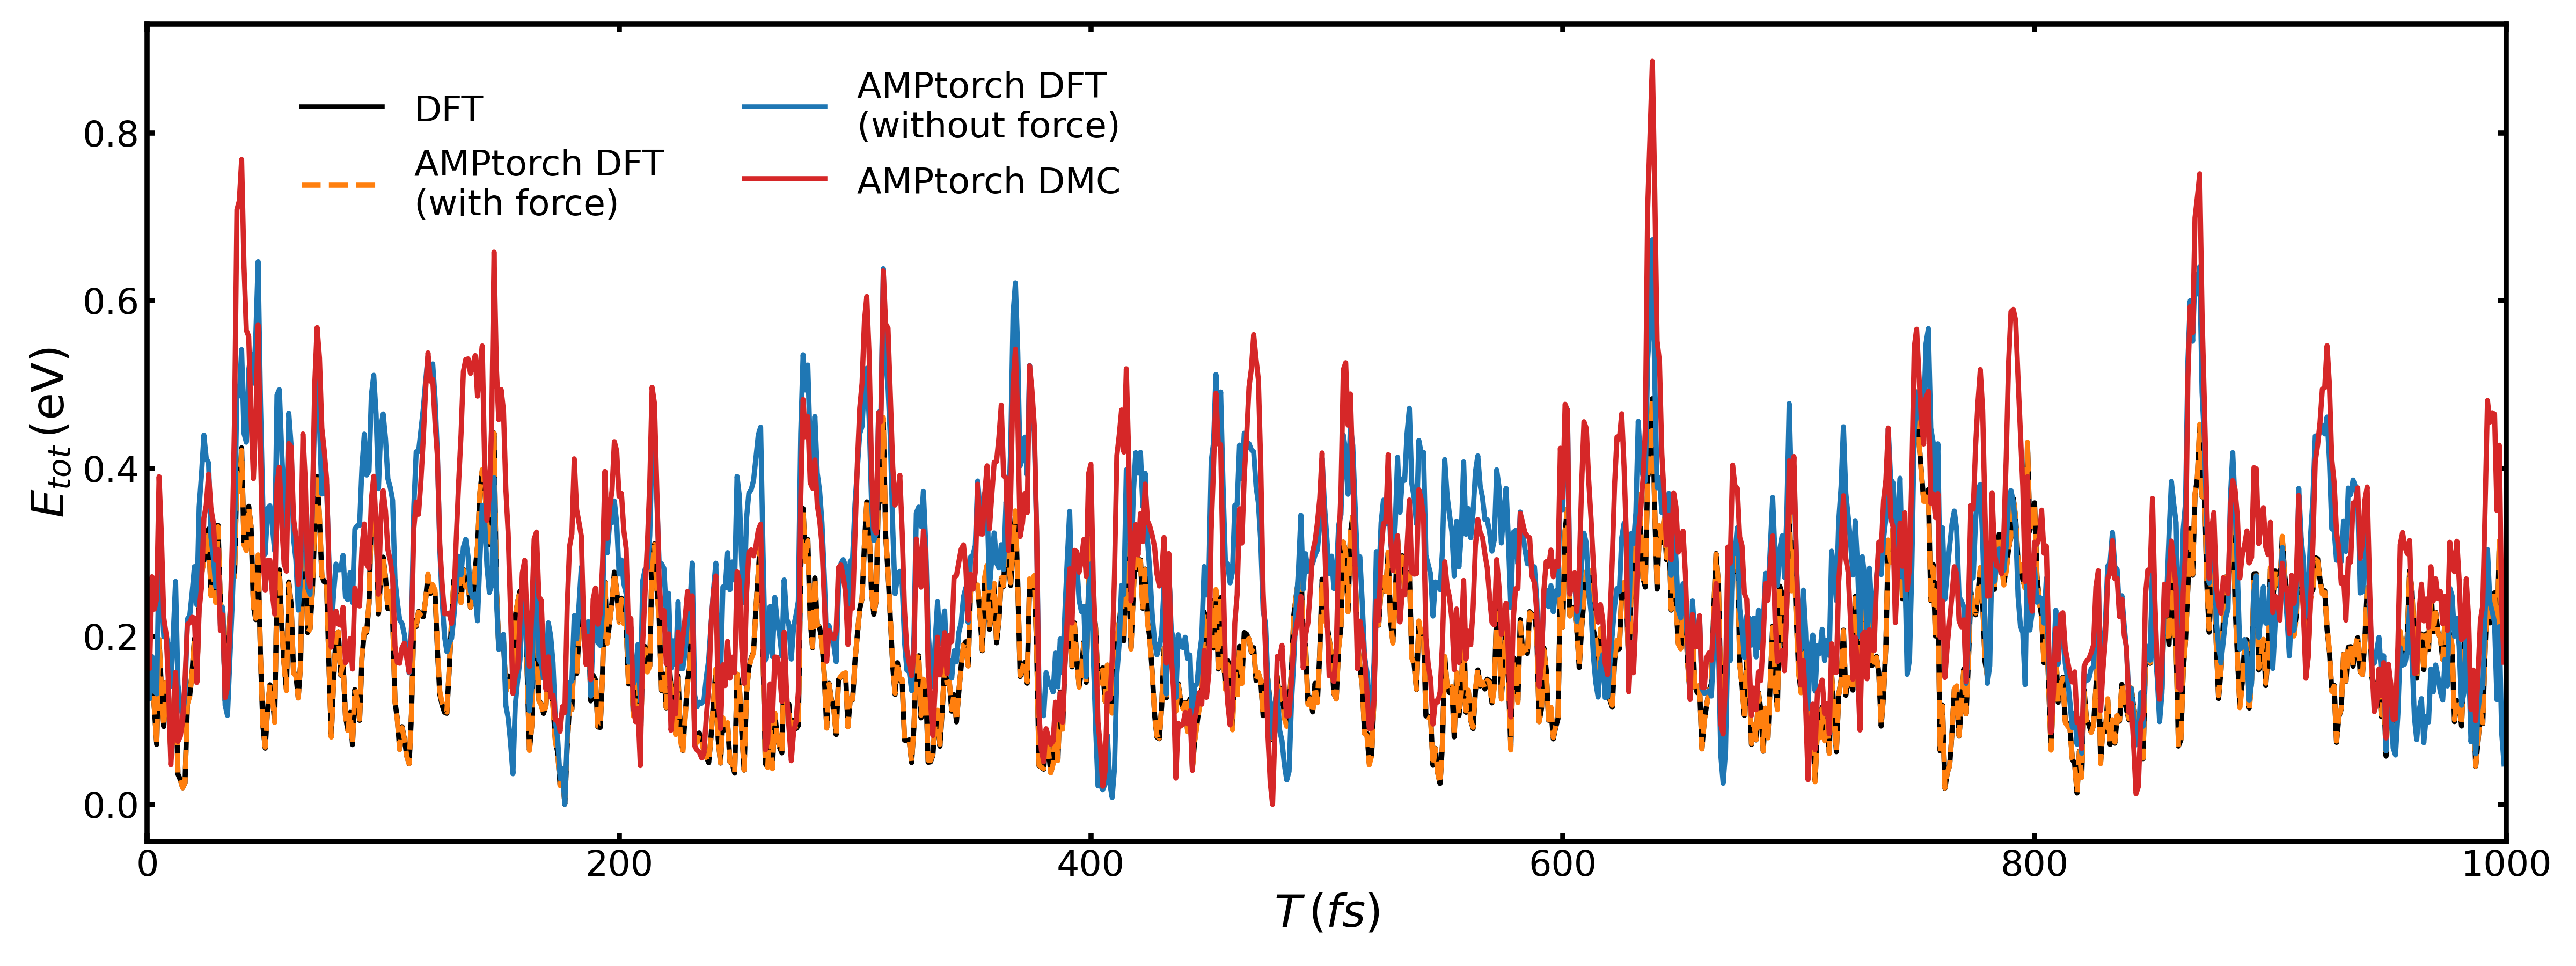 DFT
AMPtorch DFT
(with force)
AMPtorch DFT
(without force)
AMPtorch DMC
E_tot (eV)
0.8
0.6
0.4
0.2
0.0
0 200 400 600 800 1000
T (fs)